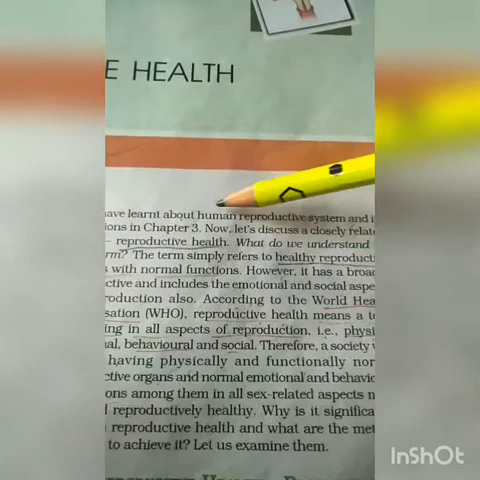 E HEALTH
have learnt about human reproductive system and i
ions in Chapter 3. Now, let's discuss a closely relate
– reproductive health. What do we understand
rm? The term simply refers to healthy reproducti
s with normal functions. However, it has a broad
ctive and includes the emotional and social aspe
roduction also. According to the World Hea
sation (WHO), reproductive health means a to
ing in all aspects of reproduction, i.e., physi
al, behavioural and social. Therefore, a society w
having physically and functionally nor
ctive organs and normal emotional and behavio
ons among them in all sex-related aspects m
l reproductively healthy. Why is it significa
reproductive health and what are the met
to achieve it? Let us examine them.
InShOt